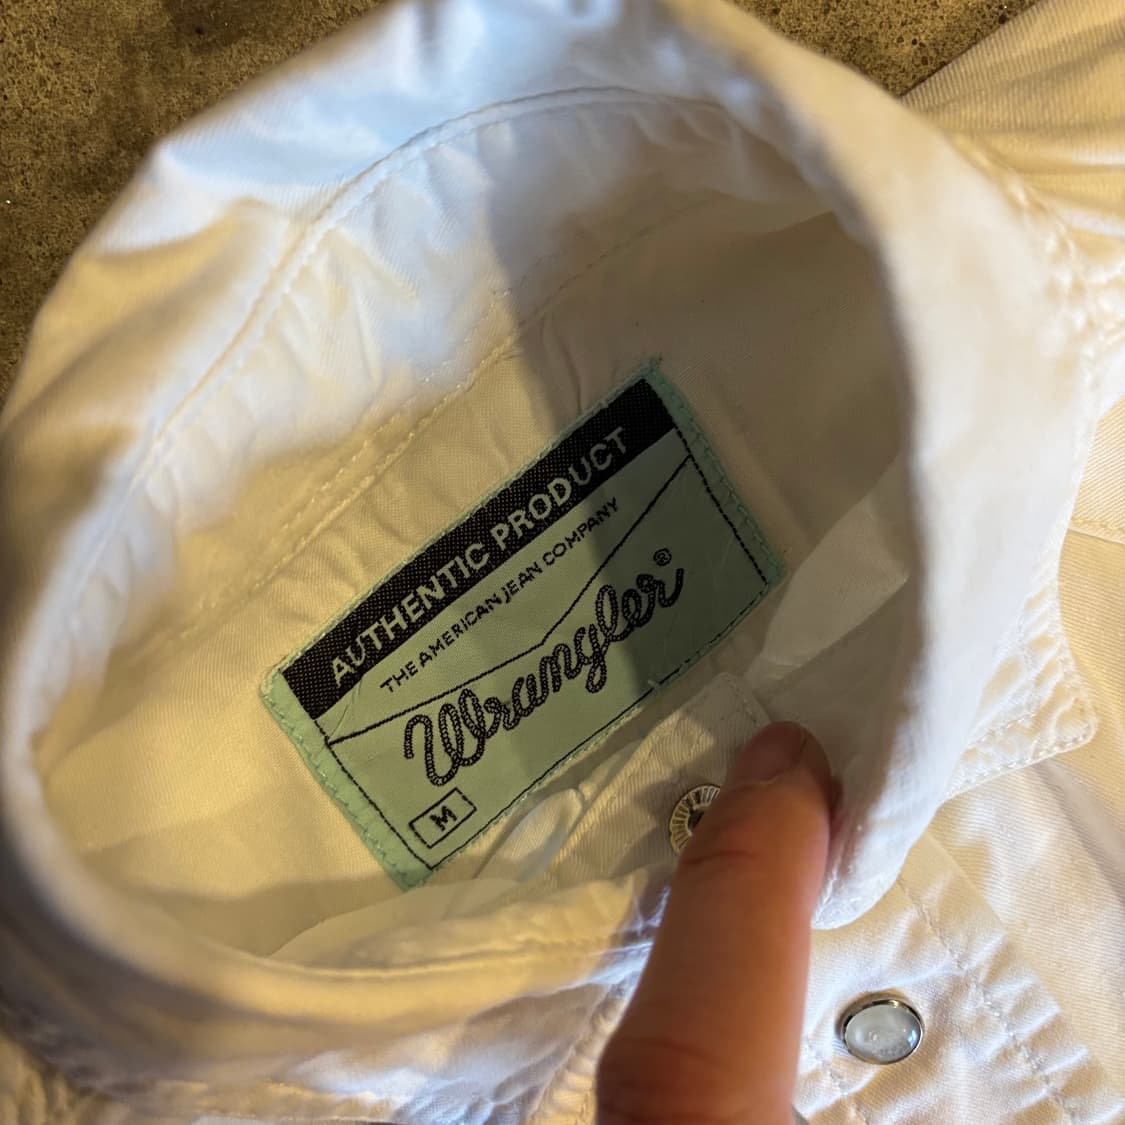 AUTHENTIC PRODUCT
THE AMERICAN JEAN COMPANY
Wrangler®
M